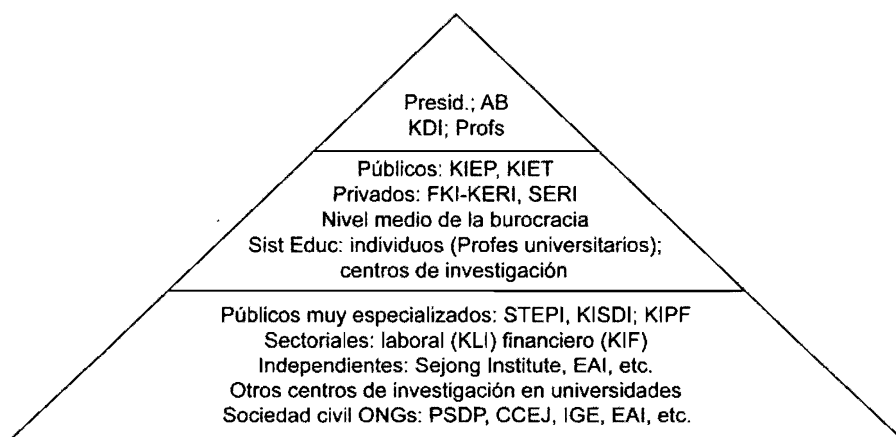 Presid.; AB
KDI; Profs
Públicos: KIEP, KIET
Privados: FKI-KERI, SERI
Nivel medio de la burocracia
Sist Educ: individuos (Profes universitarios);
centros de investigación
Públicos muy especializados: STEPI, KISDI; KIPF
Sectoriales: laboral (KLI) financiero (KIF)
Independientes: Sejong Institute, EAI, etc.
Otros centros de investigación en universidades
Sociedad civil ONGs: PSDP, CCEJ, IGE, EAI, etc.